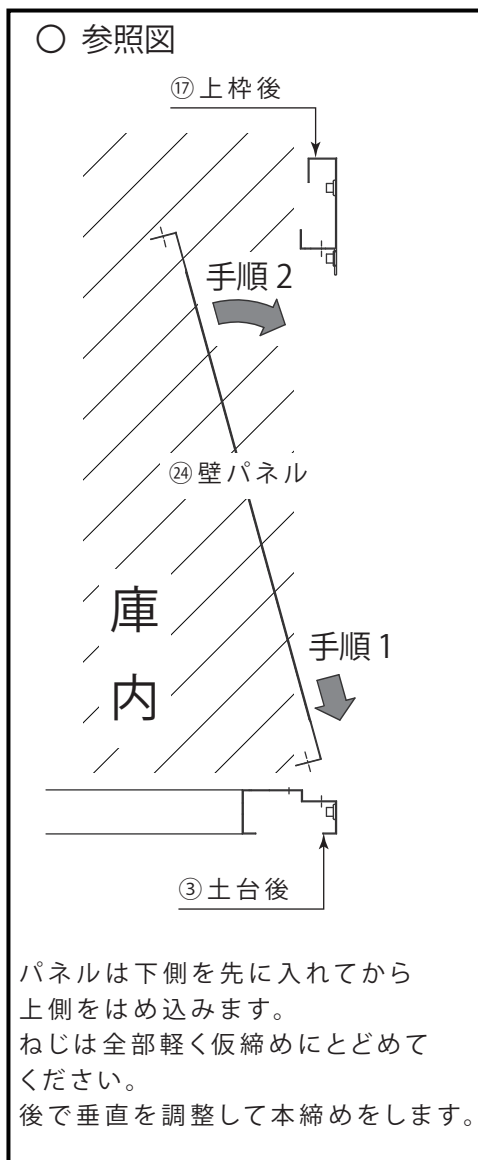 ○ 参照図
⑰上枠後
手順2
㉔壁パネル
庫
内
手順1
③土台後
パネルは下側を先に入れてから
上側をはめ込みます。
ねじは全部軽く仮締めにとどめて
ください。
後で垂直を調整して本締めをします。